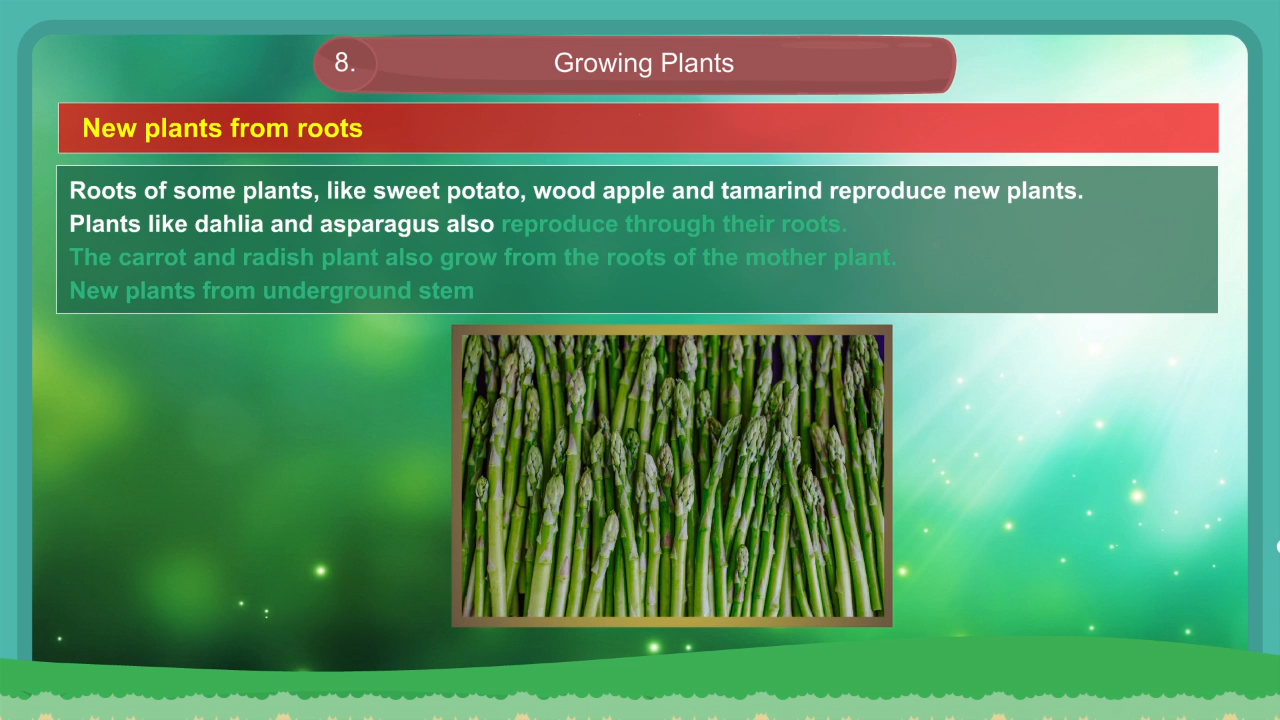 8.
Growing Plants
New plants from roots
Roots of some plants, like sweet potato, wood apple and tamarind reproduce new plants.
Plants like dahlia and asparagus also reproduce through their roots.
The carrot and radish plant also grow from the roots of the mother plant.
New plants from underground stem